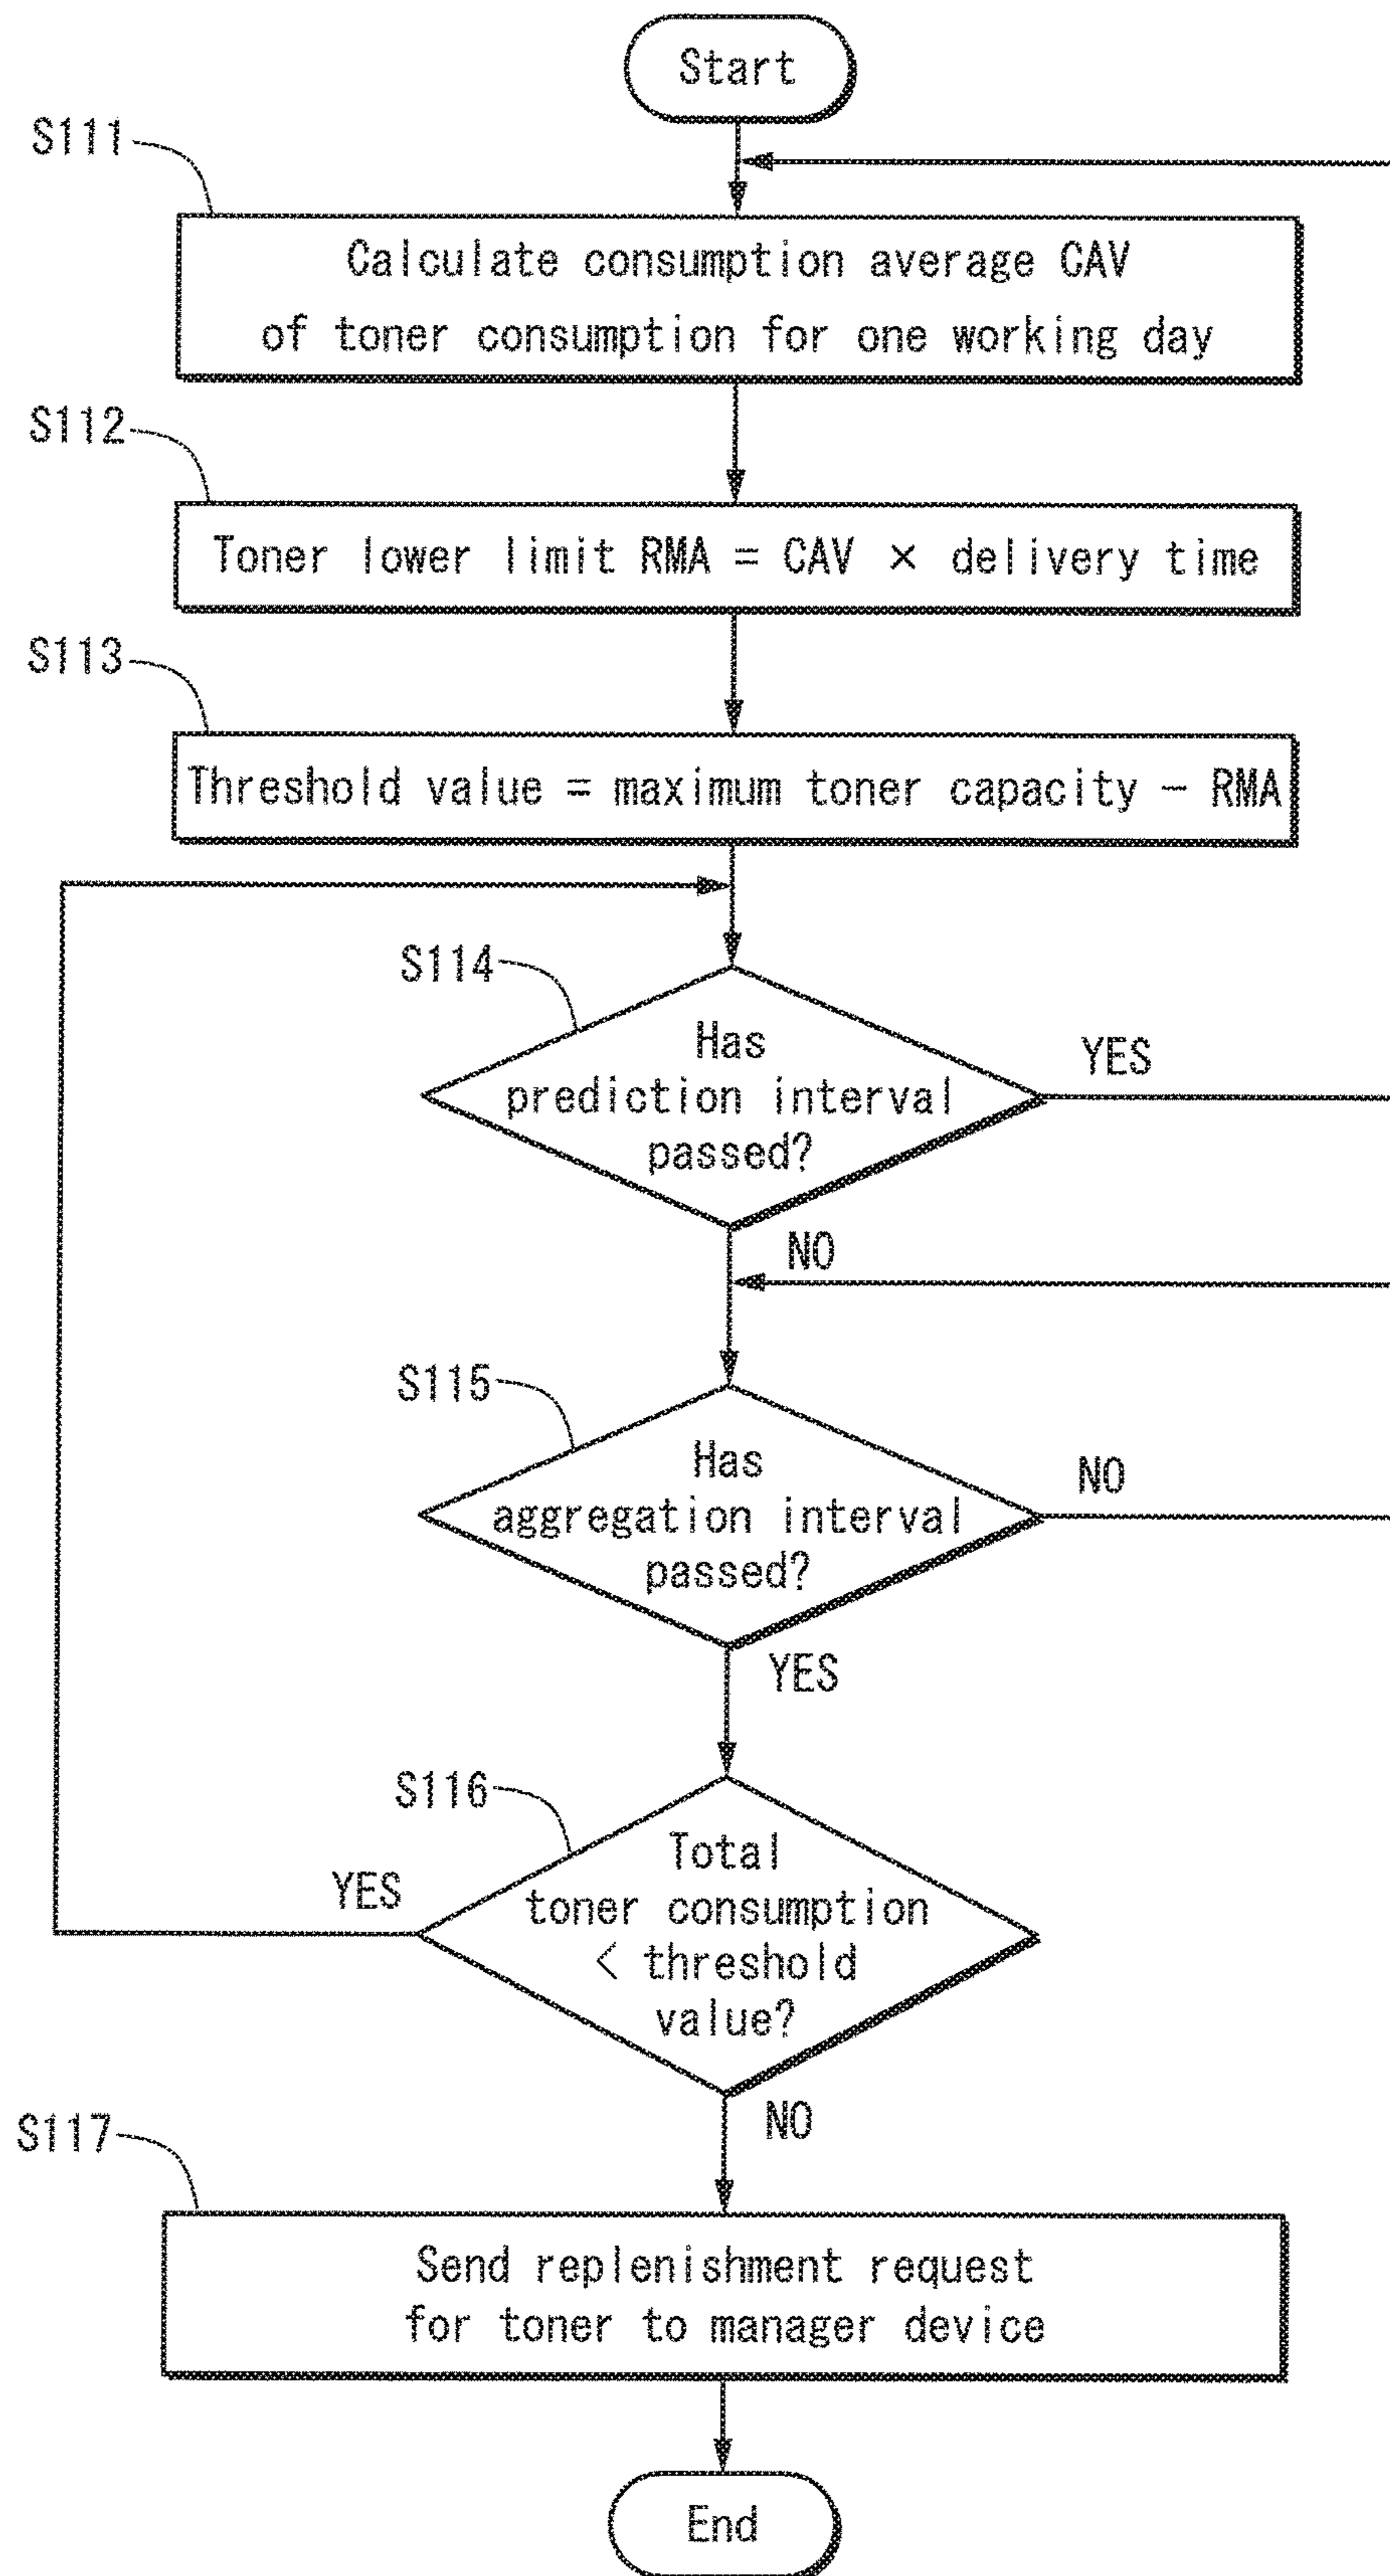 Start
S111
Calculate consumption average CAV
of toner consumption for one working day
S112
Toner lower limit RMA = CAV × delivery time
S113
Threshold value = maximum toner capacity − RMA
S114
Has
prediction interval
passed?
YES
NO
S115
Has
aggregation interval
passed?
NO
YES
S116
Total
toner consumption
< threshold
value?
YES
NO
S117
Send replenishment request
for toner to manager device
End